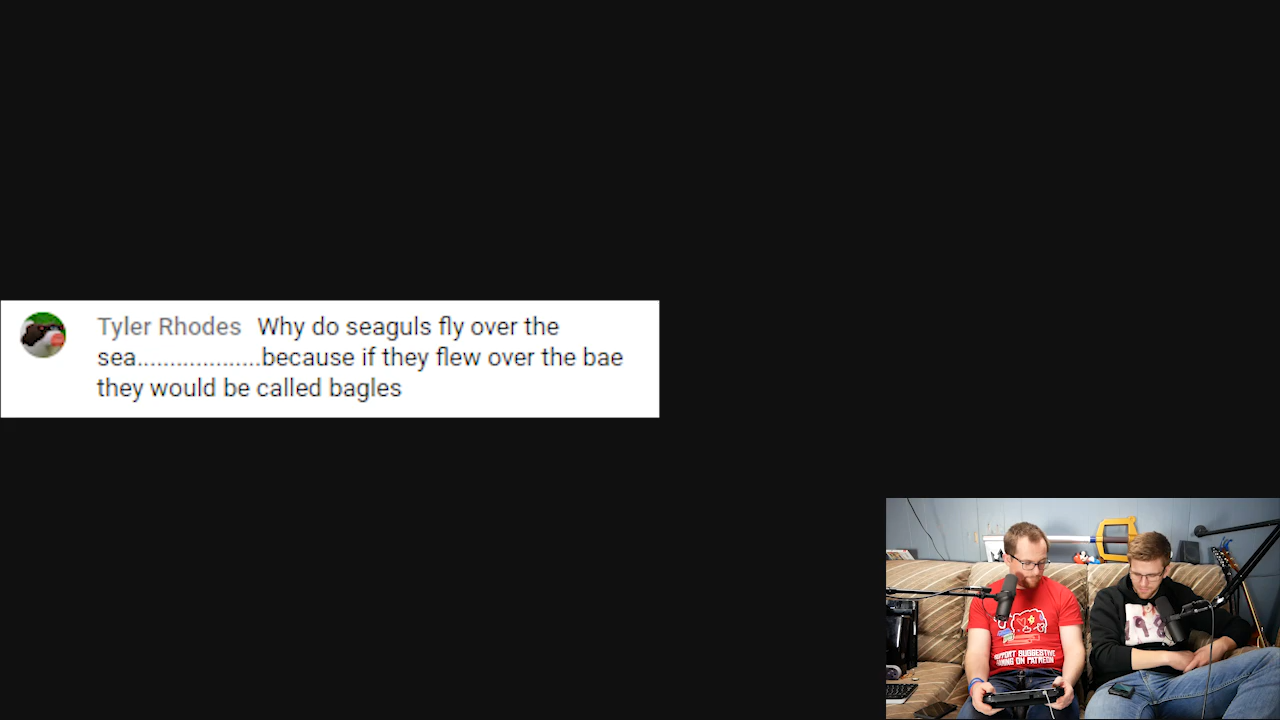 Tyler Rhodes Why do seaguls fly over the
sea...................because if they flew over the bae
they would be called bagles
SUPPORT SUGGESTIVE
GAMING ON PATREON
198